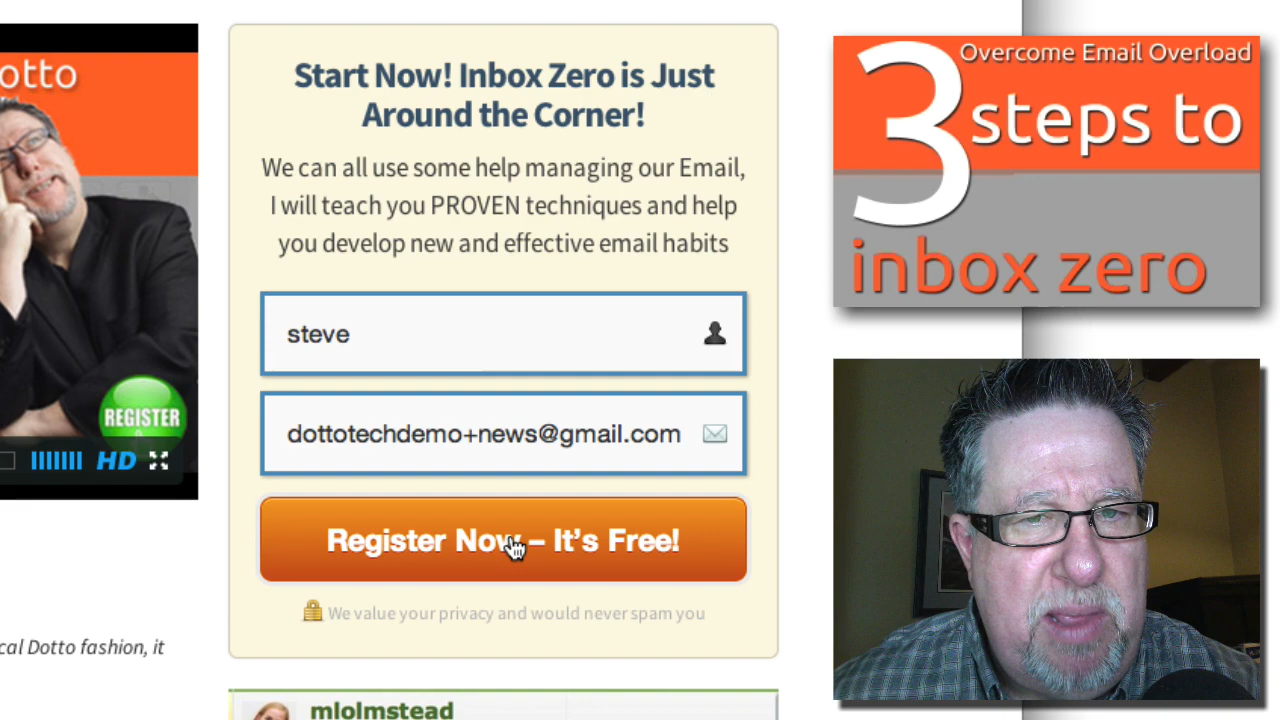 otto
REGISTER
HD
cal Dotto fashion, it
Start Now! Inbox Zero is Just
Around the Corner!
We can all use some help managing our Email,
I will teach you PROVEN techniques and help
you develop new and effective email habits
steve
dottotechdemo+news@gmail.com
Register Now – It's Free!
We value your privacy and would never spam you
mlolmstead
Overcome Email Overload
3 steps to
inbox zero